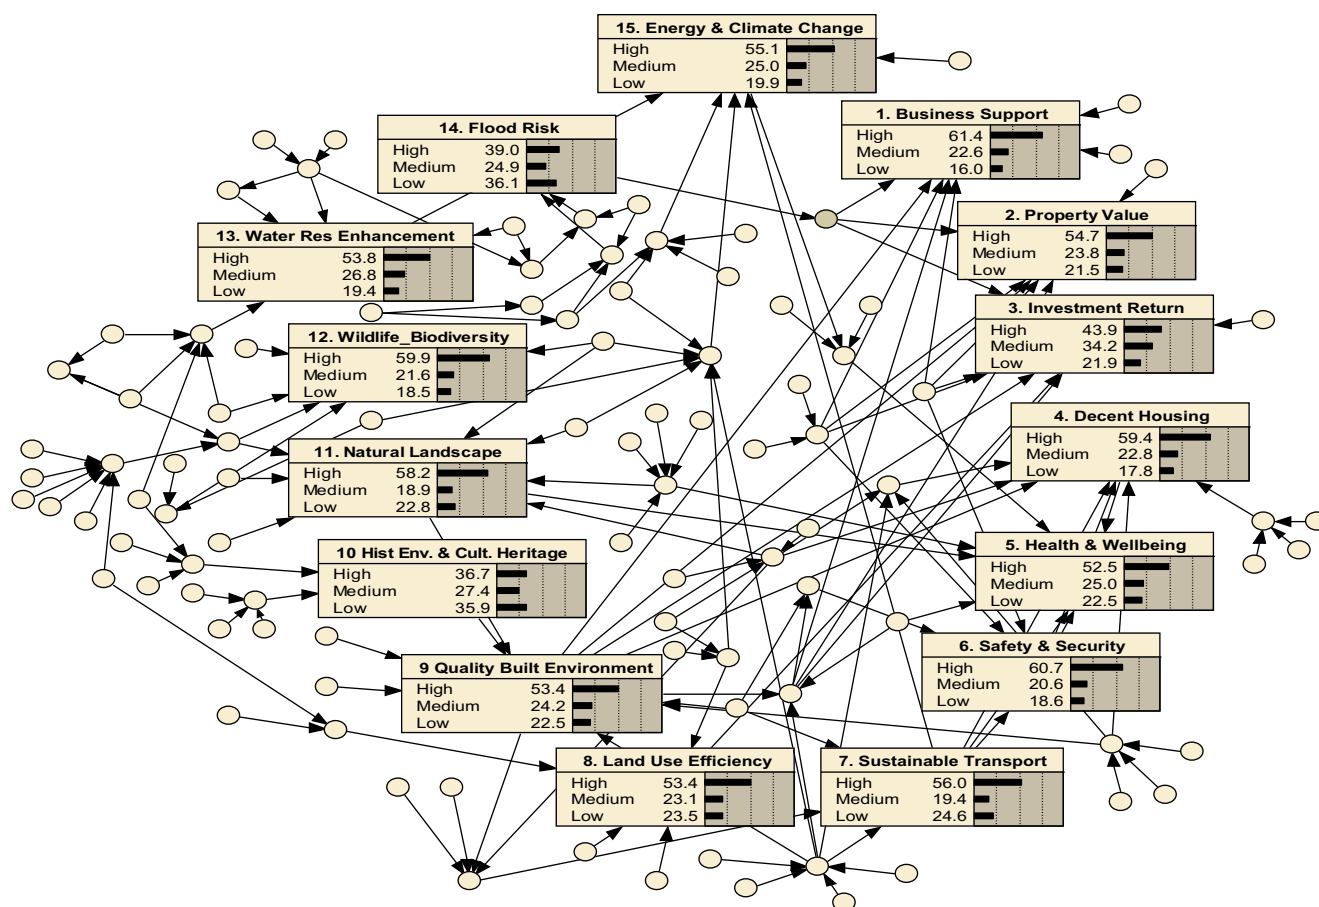 15. Energy & Climate Change
High 55.1
Medium 25.0
Low 19.9
1. Business Support
High 61.4
Medium 22.6
Low 16.0
14. Flood Risk
High 39.0
Medium 24.9
Low 36.1
2. Property Value
High 54.7
Medium 23.8
Low 21.5
13. Water Res Enhancement
High 53.8
Medium 26.8
Low 19.4
3. Investment Return
High 43.9
Medium 34.2
Low 21.9
12. Wildlife_Biodiversity
High 59.9
Medium 21.6
Low 18.5
4. Decent Housing
High 59.4
Medium 22.8
Low 17.8
11. Natural Landscape
High 58.2
Medium 18.9
Low 22.8
5. Health & Wellbeing
High 52.5
Medium 25.0
Low 22.5
10 Hist Env. & Cult. Heritage
High 36.7
Medium 27.4
Low 35.9
6. Safety & Security
High 60.7
Medium 20.6
Low 18.6
9 Quality Built Environment
High 53.4
Medium 24.2
Low 22.5
8. Land Use Efficiency
High 53.4
Medium 23.1
Low 23.5
7. Sustainable Transport
High 56.0
Medium 19.4
Low 24.6